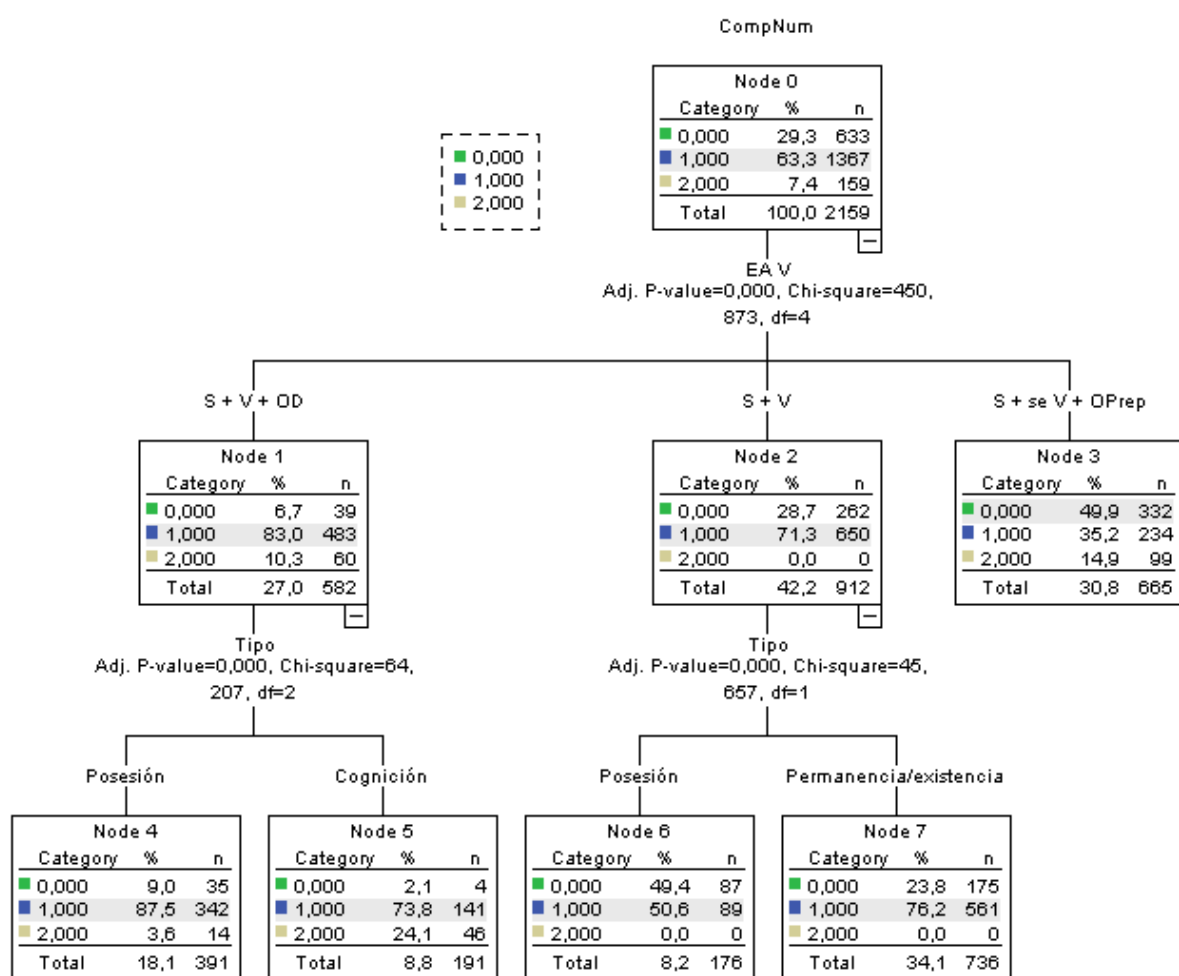 CompNum
Node 0
Category % n
0,000 29,3 633
1,000 63,3 1367
2,000 7,4 159
Total 100,0 2159
0,000
1,000
2,000
EA V
Adj. P-value=0,000, Chi-square=450,
873, df=4
S + V + OD
S + V
S + se V + OPrep
Node 1
Category % n
0,000 6,7 39
1,000 83,0 483
2,000 10,3 60
Total 27,0 582
Node 2
Category % n
0,000 28,7 262
1,000 71,3 650
2,000 0,0 0
Total 42,2 912
Node 3
Category % n
0,000 49,9 332
1,000 35,2 234
2,000 14,9 99
Total 30,8 665
Tipo
Adj. P-value=0,000, Chi-square=64,
207, df=2
Tipo
Adj. P-value=0,000, Chi-square=45,
657, df=1
Posesión
Cognición
Posesión
Permanencia/existencia
Node 4
Category % n
0,000 9,0 35
1,000 87,5 342
2,000 3,6 14
Total 18,1 391
Node 5
Category % n
0,000 2,1 4
1,000 73,8 141
2,000 24,1 46
Total 8,8 191
Node 6
Category % n
0,000 49,4 87
1,000 50,6 89
2,000 0,0 0
Total 8,2 176
Node 7
Category % n
0,000 23,8 175
1,000 76,2 561
2,000 0,0 0
Total 34,1 736